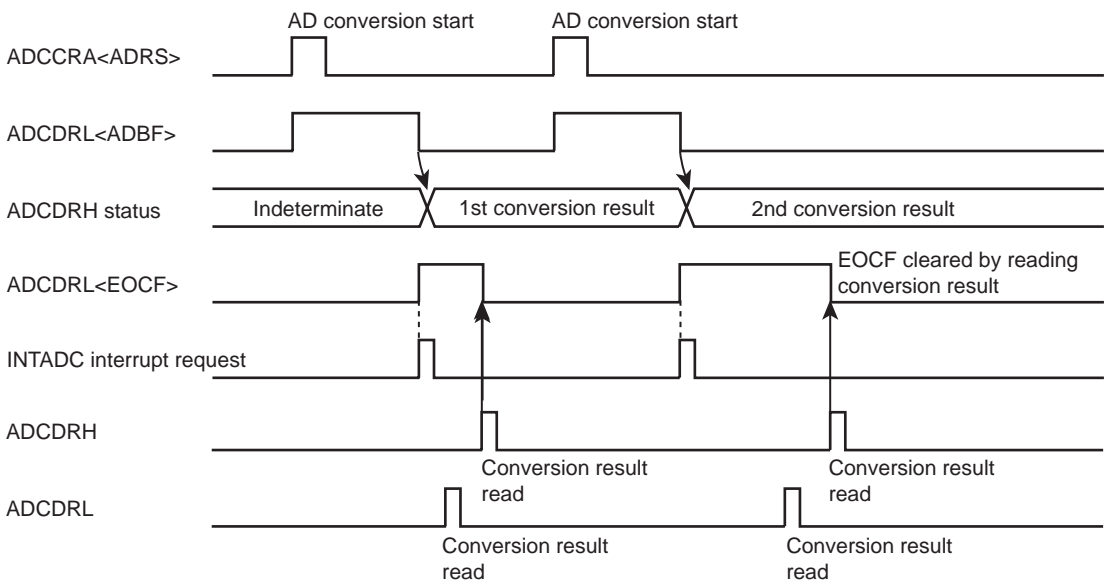 AD conversion start
AD conversion start
ADCCRA<ADRS>
ADCDRL<ADBF>
ADCDRH status
Indeterminate
1st conversion result
2nd conversion result
EOCF cleared by reading
conversion result
ADCDRL<EOCF>
INTADC interrupt request
ADCDRH
Conversion result
read
Conversion result
read
ADCDRL
Conversion result
read
Conversion result
read